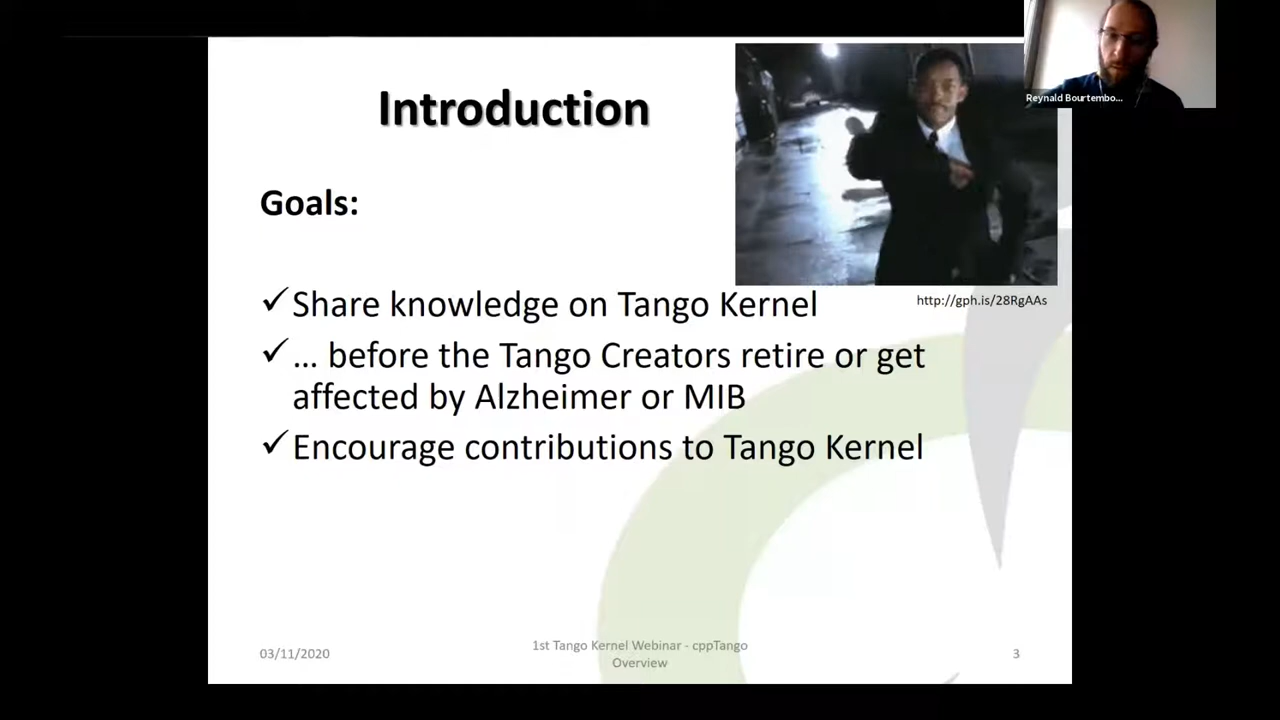 Introduction
Reynald Bourtembo...
Goals:
http://gph.is/28RgAAs
✓ Share knowledge on Tango Kernel
✓ ... before the Tango Creators retire or get
affected by Alzheimer or MIB
✓ Encourage contributions to Tango Kernel
03/11/2020
1st Tango Kernel Webinar - cppTango
Overview
3